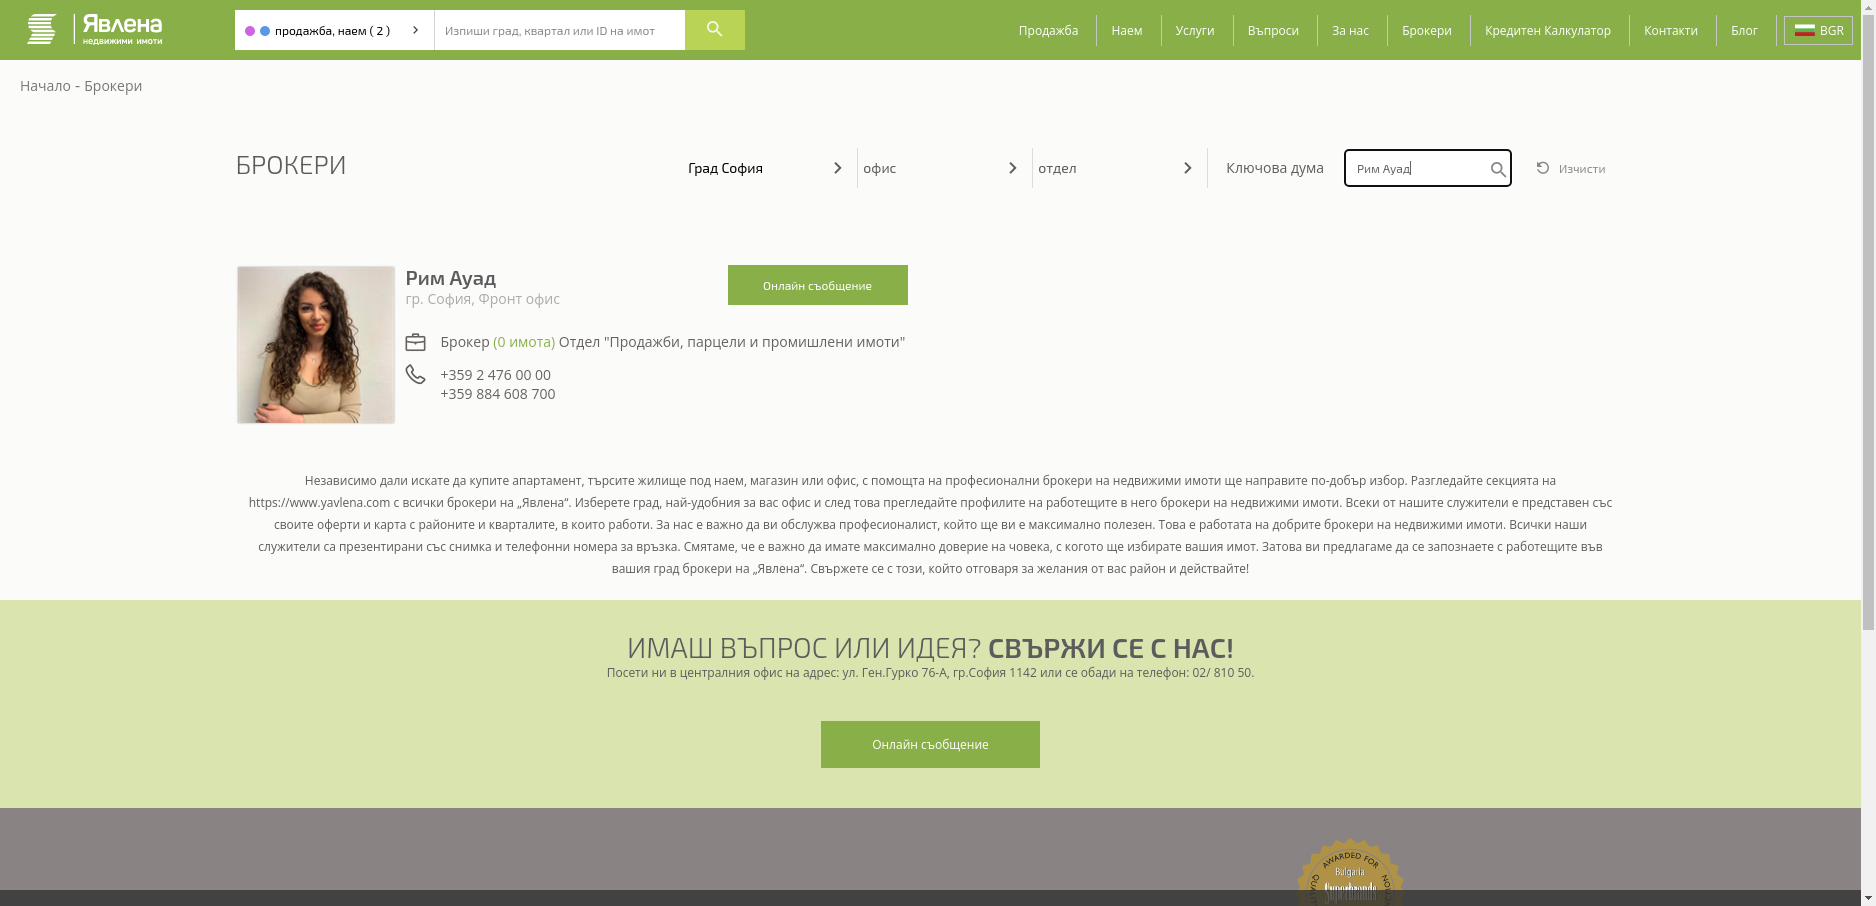 Явлена
недвижими имоти
продажба, наем ( 2 )
Изпиши град, квартал или ID на имот
Продажба
Наем
Услуги
Въпроси
За нас
Брокери
Кредитен Калкулатор
Контакти
Блог
BGR
Начало - Брокери
БРОКЕРИ
Град София
офис
отдел
Ключова дума
Рим Ауад
Изчисти
Рим Ауад
гр. София, Фронт офис
Онлайн съобщение
Брокер (0 имота) Отдел "Продажби, парцели и промишлени имоти"
+359 2 476 00 00
+359 884 608 700
Независимо дали искате да купите апартамент, търсите жилище под наем, магазин или офис, с помощта на професионални брокери на недвижими имоти ще направите по-добър избор. Разгледайте секцията на
https://www.yavlena.com с всички брокери на „Явлена“. Изберете град, най-удобния за вас офис и след това прегледайте профилите на работещите в него брокери на недвижими имоти. Всеки от нашите служители е представен със
своите оферти и карта с районите и кварталите, в които работи. За нас е важно да ви обслужва професионалист, който ще ви е максимално полезен. Това е работата на добрите брокери на недвижими имоти. Всички наши
служители са презентирани със снимка и телефонни номера за връзка. Смятаме, че е важно да имате максимално доверие на човека, с когото ще избирате вашия имот. Затова ви предлагаме да се запознаете с работещите във
вашия град брокери на „Явлена“. Свържете се с този, който отговаря за желания от вас район и действайте!
ИМАШ ВЪПРОС ИЛИ ИДЕЯ? СВЪРЖИ СЕ С НАС!
Посети ни в централния офис на адрес: ул. Ген.Гурко 76-А, гр.София 1142 или се обади на телефон: 02/ 810 50.
Онлайн съобщение
AWARDED FOR
Bulgaria